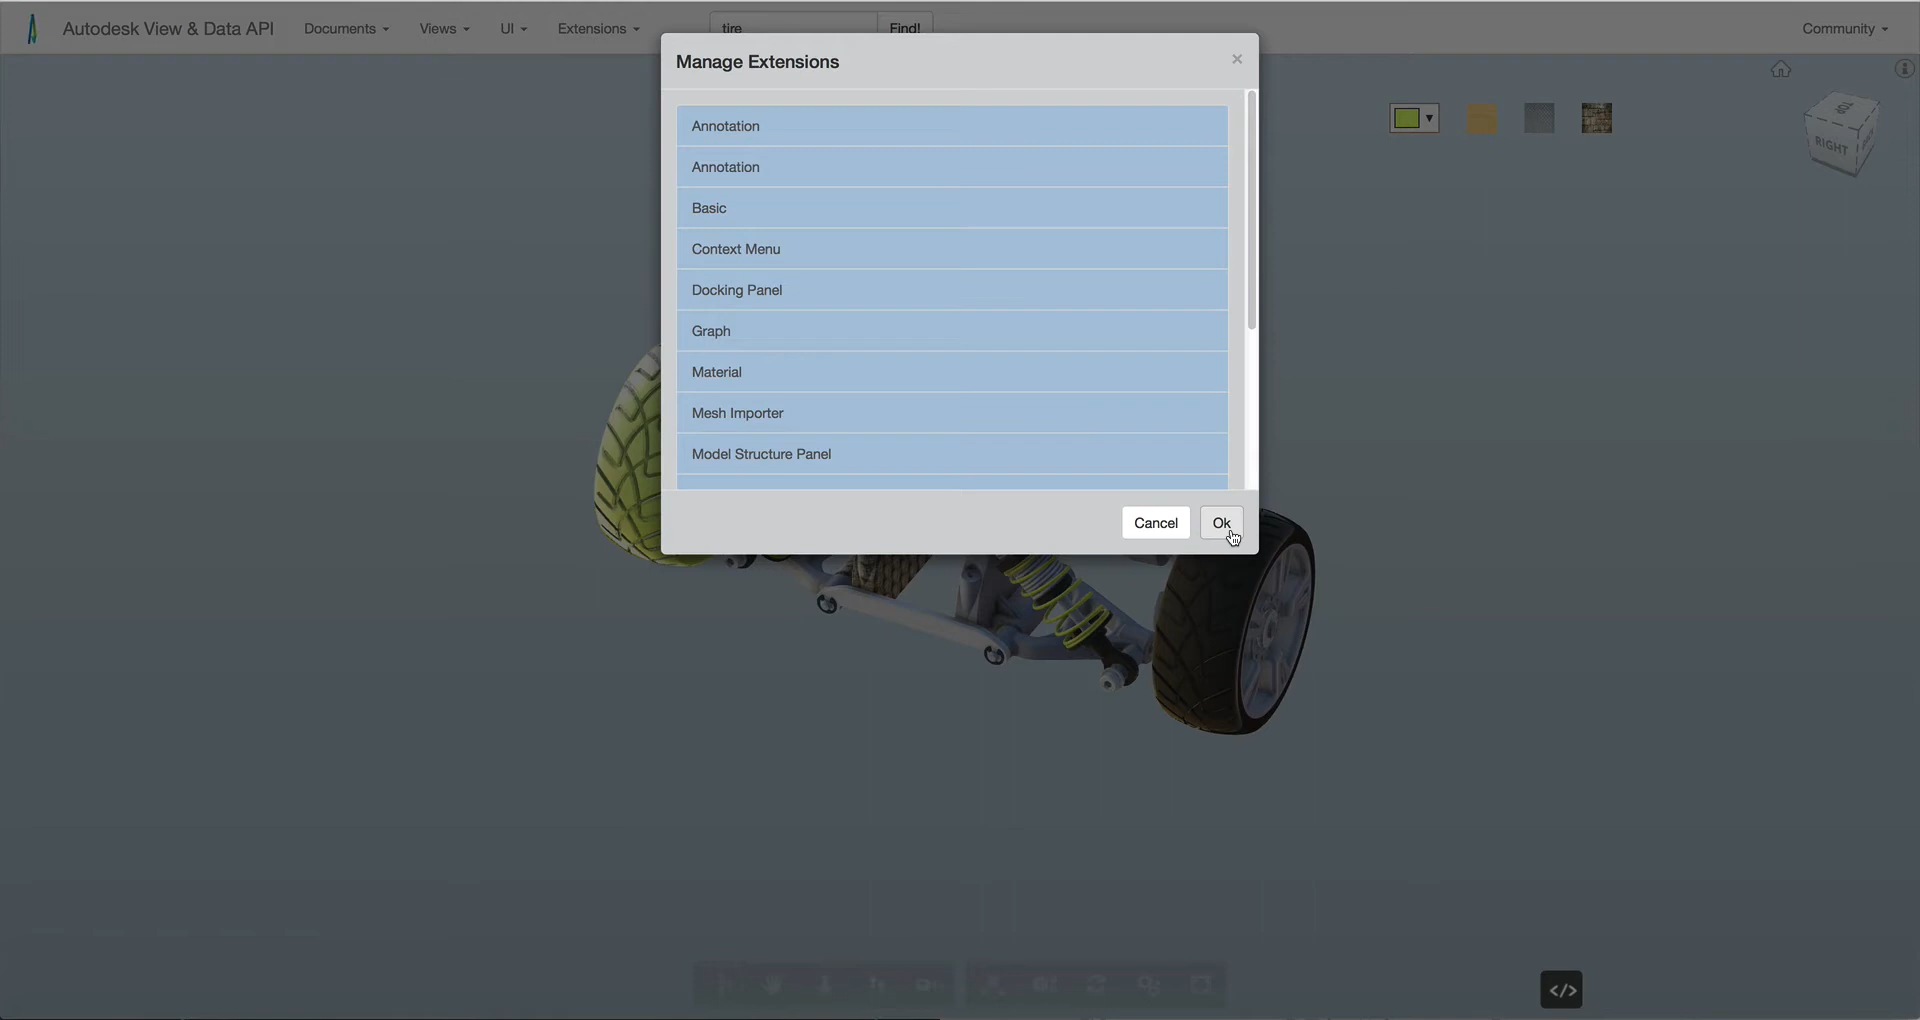 Autodesk View & Data API Documents Views UI Extensions tire Find! Community
Manage Extensions ×
Annotation
Annotation
Basic
Context Menu
Docking Panel
Graph
Material
Mesh Importer
Model Structure Panel
Cancel Ok
TOP
RIGHT
</>